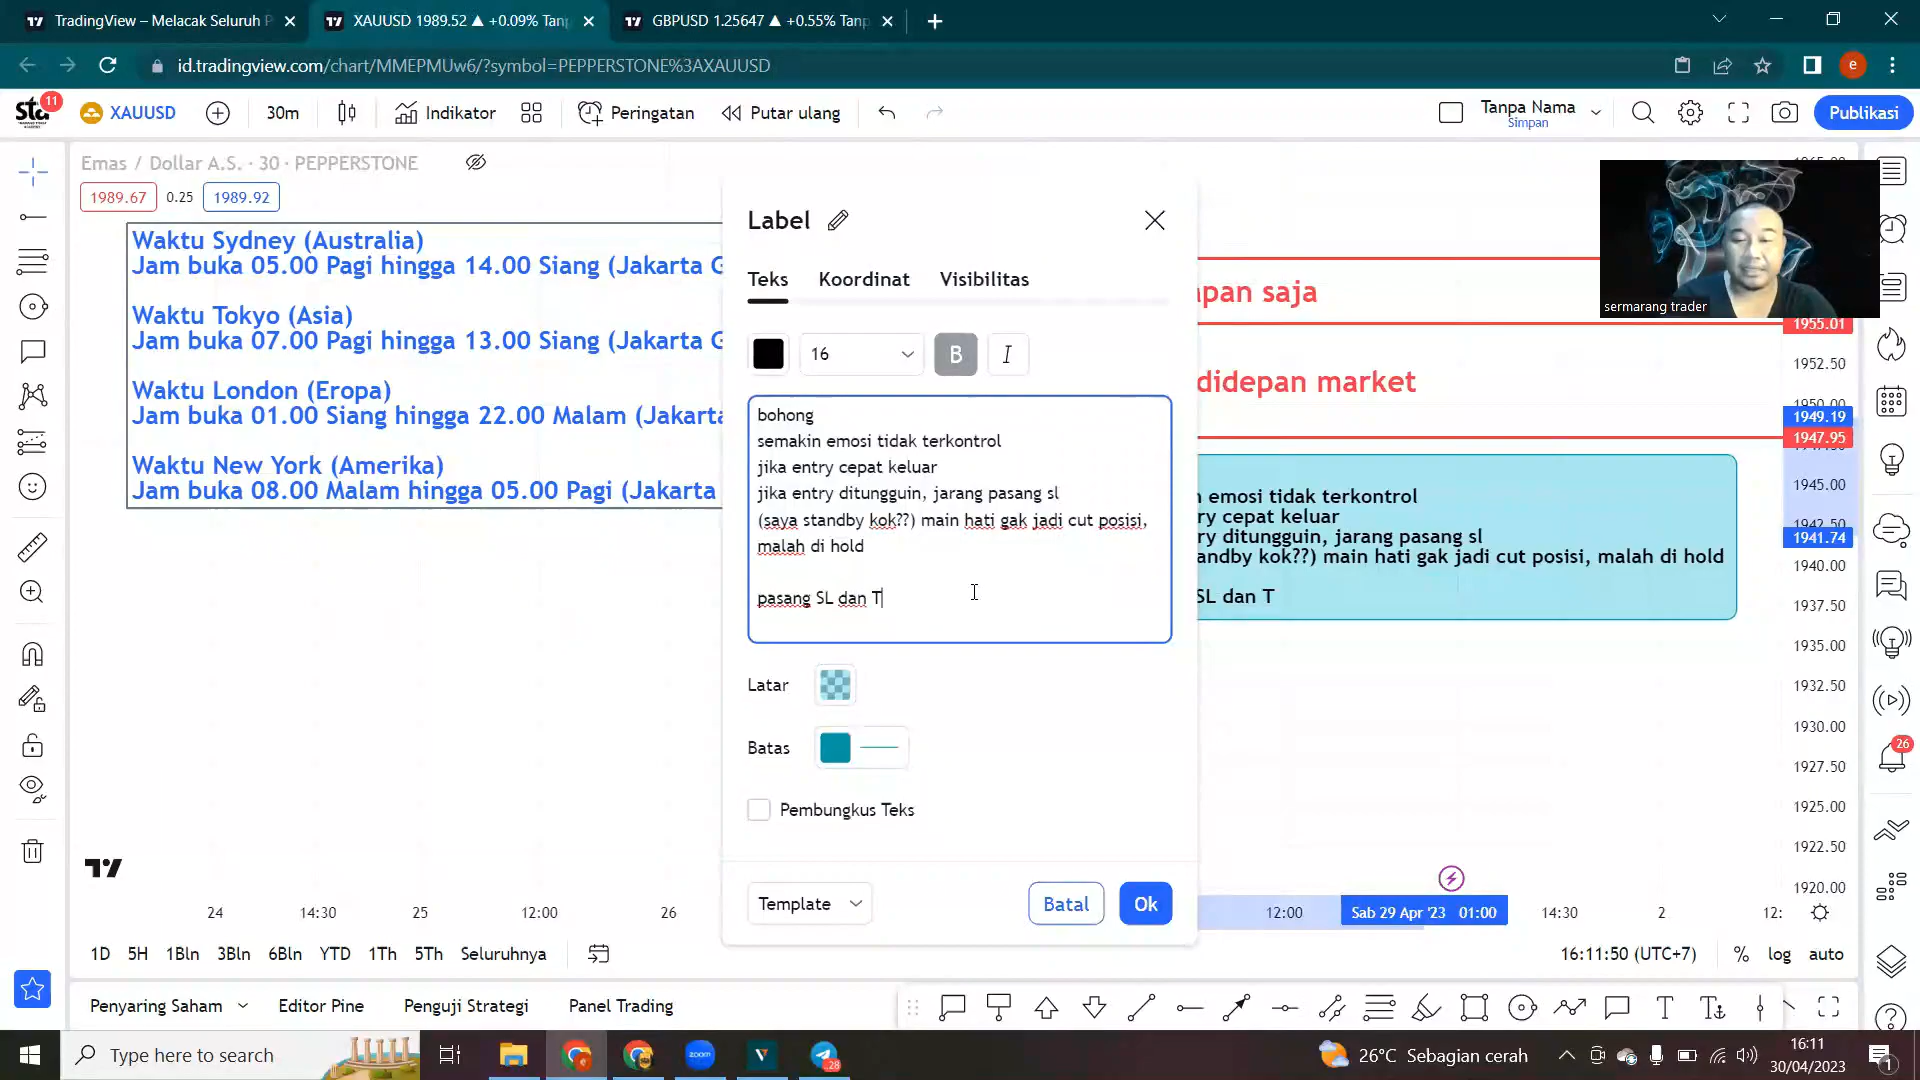 TradingView – Melacak Seluruh P
XAUUSD 1989.52 ▲ +0.09% Tanp
GBPUSD 1.25647 ▲ +0.55% Tanp
id.tradingview.com/chart/MMEPMUw6/?symbol=PEPPERSTONE%3AXAUUSD
e
sta
11
XAUUSD
30m
Indikator
Peringatan
Putar ulang
Tanpa Nama
Simpan
Publikasi
Emas / Dollar A.S. · 30 · PEPPERSTONE
1989.67
0.25
1989.92
Waktu Sydney (Australia)
Jam buka 05.00 Pagi hingga 14.00 Siang (Jakarta G
Waktu Tokyo (Asia)
Jam buka 07.00 Pagi hingga 13.00 Siang (Jakarta G
Waktu London (Eropa)
Jam buka 01.00 Siang hingga 22.00 Malam (Jakarta
Waktu New York (Amerika)
Jam buka 08.00 Malam hingga 05.00 Pagi (Jakarta
Label
Teks
Koordinat
Visibilitas
16
B
I
bohong
semakin emosi tidak terkontrol
jika entry cepat keluar
jika entry ditungguin, jarang pasang sl
(saya standby kok??) main hati gak jadi cut posisi,
malah di hold
pasang SL dan T
Latar
Batas
Pembungkus Teks
Template
Batal
Ok
apan saja
didepan market
n emosi tidak terkontrol
ry cepat keluar
ry ditungguin, jarang pasang sl
andby kok??) main hati gak jadi cut posisi, malah di hold
SL dan T
sermarang trader
1955.01
1952.50
1950.00
1949.19
1947.95
1945.00
1942.50
1941.74
1940.00
1937.50
1935.00
1932.50
1930.00
1927.50
1925.00
1922.50
1920.00
26
24
14:30
25
12:00
26
12:00
Sab 29 Apr '23 01:00
14:30
2
12:
1D
5H
1Bln
3Bln
6Bln
YTD
1Th
5Th
Seluruhnya
16:11:50 (UTC+7)
%
log
auto
Penyaring Saham
Editor Pine
Penguji Strategi
Panel Trading
Type here to search
zoom
28
26°C Sebagian cerah
16:11
30/04/2023
1